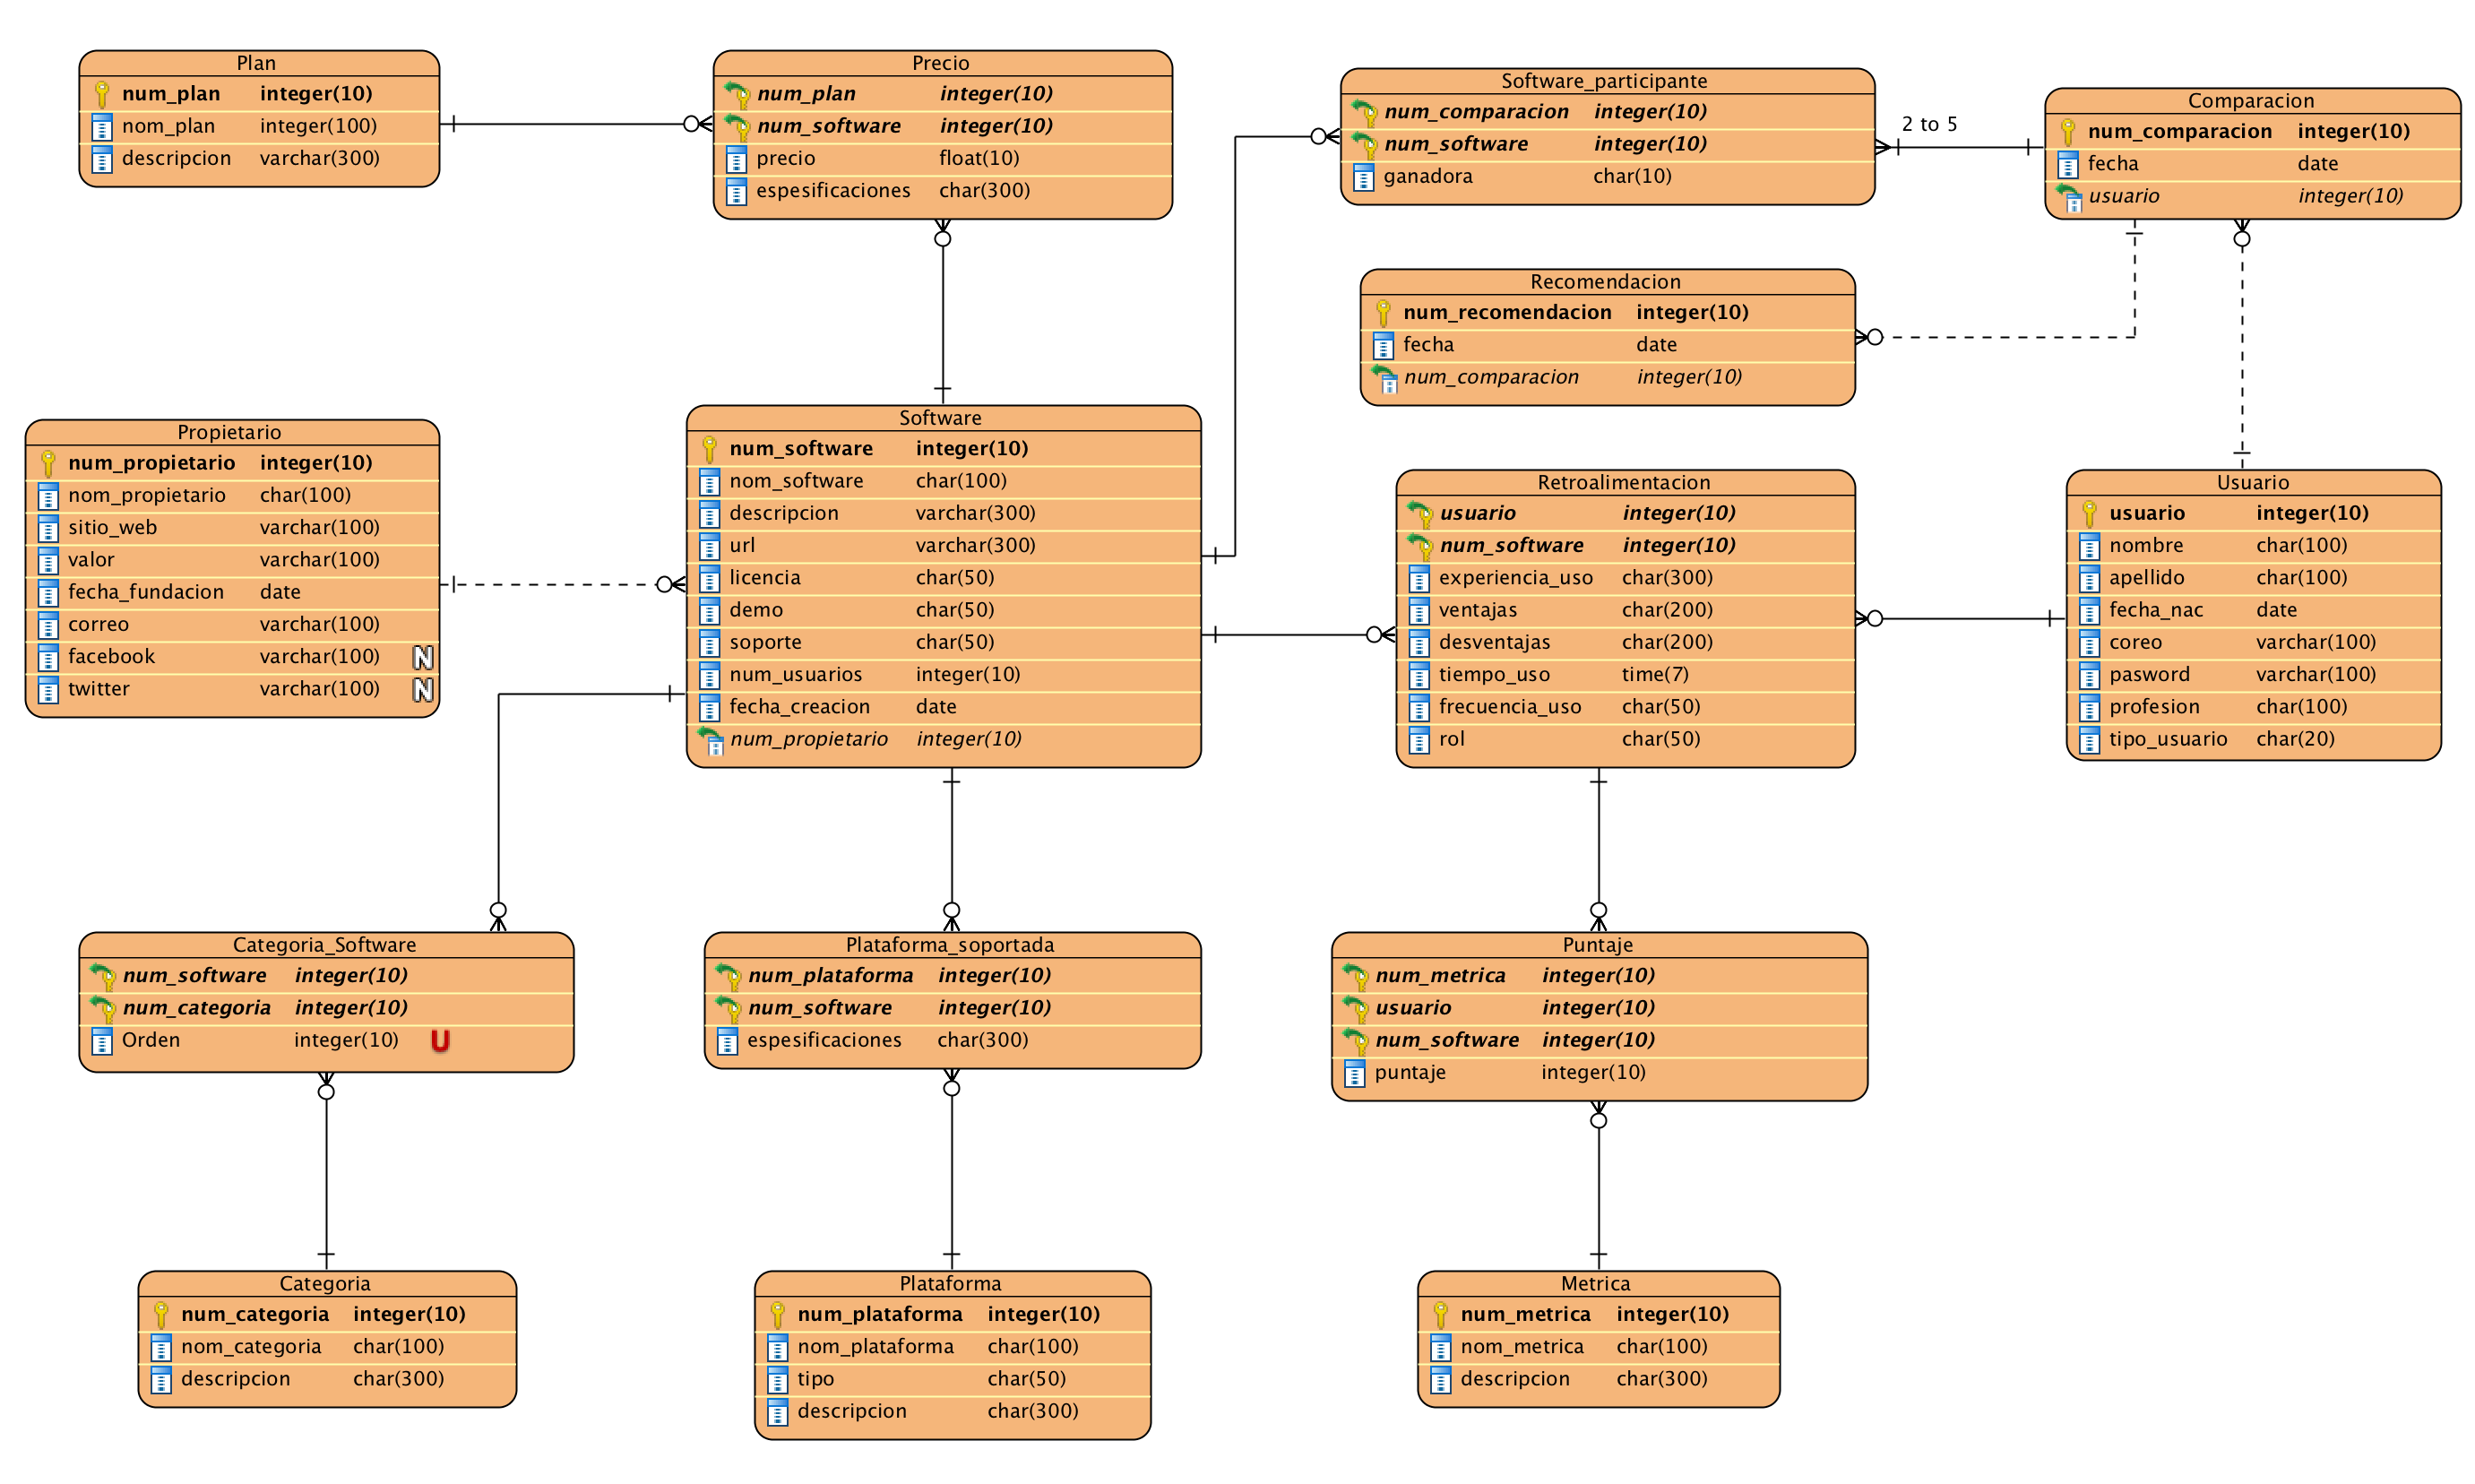 Plan
num_plan integer(10)
nom_plan integer(100)
descripcion varchar(300)
Precio
num_plan integer(10)
num_software integer(10)
precio float(10)
espesificaciones char(300)
Software_participante
num_comparacion integer(10)
num_software integer(10)
ganadora char(10)
2 to 5
Comparacion
num_comparacion integer(10)
fecha date
usuario integer(10)
Recomendacion
num_recomendacion integer(10)
fecha date
num_comparacion integer(10)
Propietario
num_propietario integer(10)
nom_propietario char(100)
sitio_web varchar(100)
valor varchar(100)
fecha_fundacion date
correo varchar(100)
facebook varchar(100) N
twitter varchar(100) N
Software
num_software integer(10)
nom_software char(100)
descripcion varchar(300)
url varchar(300)
licencia char(50)
demo char(50)
soporte char(50)
num_usuarios integer(10)
fecha_creacion date
num_propietario integer(10)
Retroalimentacion
usuario integer(10)
num_software integer(10)
experiencia_uso char(300)
ventajas char(200)
desventajas char(200)
tiempo_uso time(7)
frecuencia_uso char(50)
rol char(50)
Usuario
usuario integer(10)
nombre char(100)
apellido char(100)
fecha_nac date
coreo varchar(100)
pasword varchar(100)
profesion char(100)
tipo_usuario char(20)
Categoria_Software
num_software integer(10)
num_categoria integer(10)
Orden integer(10) U
Plataforma_soportada
num_plataforma integer(10)
num_software integer(10)
espesificaciones char(300)
Puntaje
num_metrica integer(10)
usuario integer(10)
num_software integer(10)
puntaje integer(10)
Categoria
num_categoria integer(10)
nom_categoria char(100)
descripcion char(300)
Plataforma
num_plataforma integer(10)
nom_plataforma char(100)
tipo char(50)
descripcion char(300)
Metrica
num_metrica integer(10)
nom_metrica char(100)
descripcion char(300)